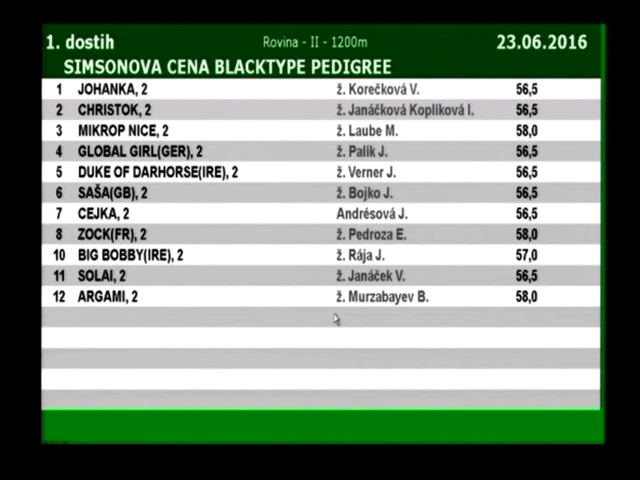 1. dostih Rovina - II - 1200m 23.06.2016
SIMSONOVA CENA BLACKTYPE PEDIGREE
1 JOHANKA, 2 ž. Korečková V. 56,5
2 CHRISTOK, 2 ž. Janáčková Kopliková I. 56,5
3 MIKROP NICE, 2 ž. Laube M. 58,0
4 GLOBAL GIRL(GER), 2 ž. Palik J. 56,5
5 DUKE OF DARHORSE(IRE), 2 ž. Verner J. 56,5
6 SAŠA(GB), 2 ž. Bojko J. 56,5
7 CEJKA, 2 Andrésová J. 56,5
8 ZOCK(FR), 2 ž. Pedroza E. 58,0
10 BIG BOBBY(IRE), 2 ž. Rája J. 57,0
11 SOLAI, 2 ž. Janáček V. 56,5
12 ARGAMI, 2 ž. Murzabayev B. 58,0